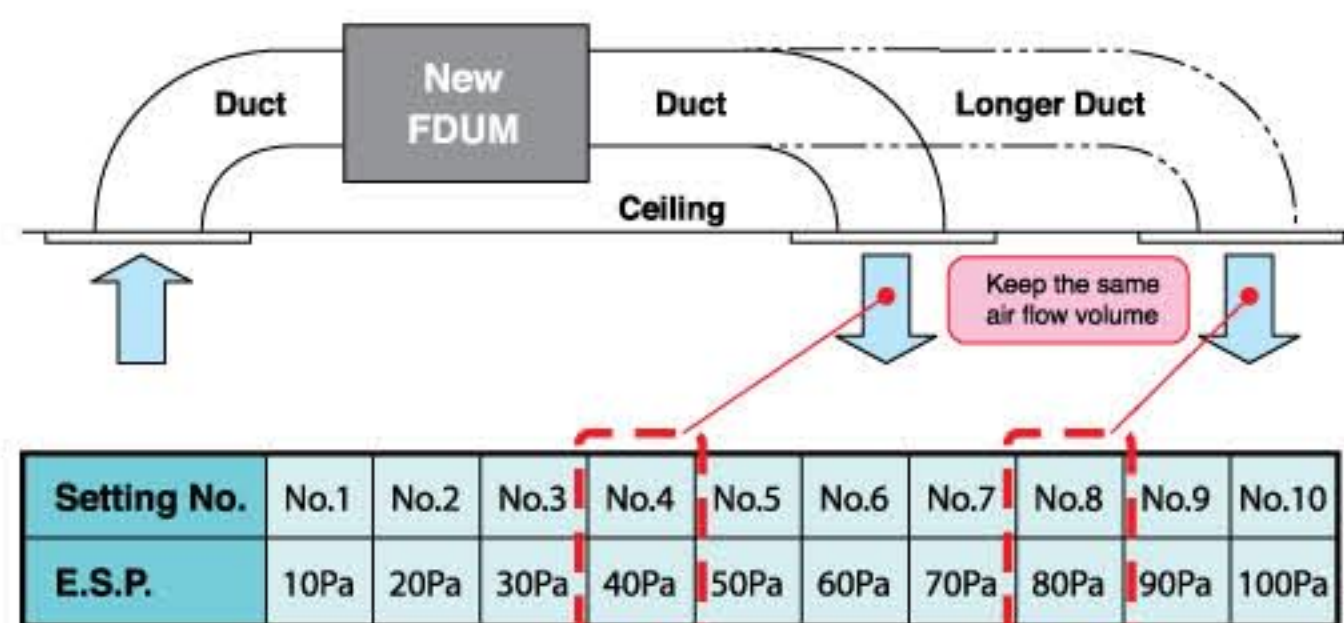 New
FDUM
Duct
Duct
Longer Duct
Ceiling
Keep the same
air flow volume
Setting No. No.1 No.2 No.3 No.4 No.5 No.6 No.7 No.8 No.9 No.10
E.S.P. 10Pa 20Pa 30Pa 40Pa 50Pa 60Pa 70Pa 80Pa 90Pa 100Pa